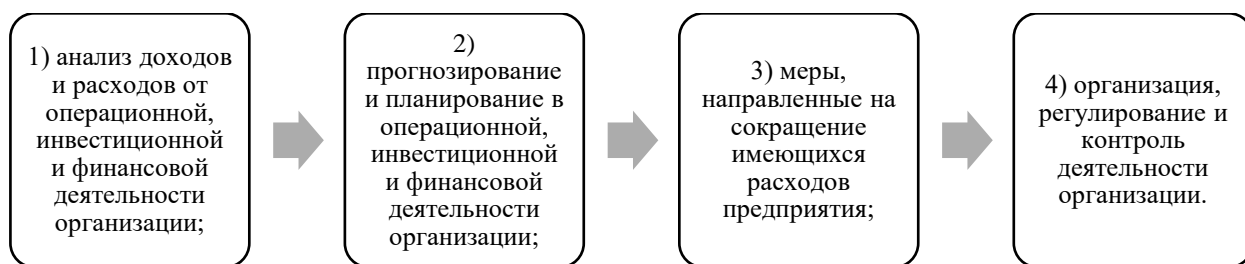 1) анализ доходов
и расходов от
операционной,
инвестиционной
и финансовой
деятельности
организации;
2)
прогнозирование
и планирование в
операционной,
инвестиционной
и финансовой
деятельности
организации;
3) меры,
направленные на
сокращение
имеющихся
расходов
предприятия;
4) организация,
регулирование и
контроль
деятельности
организации.